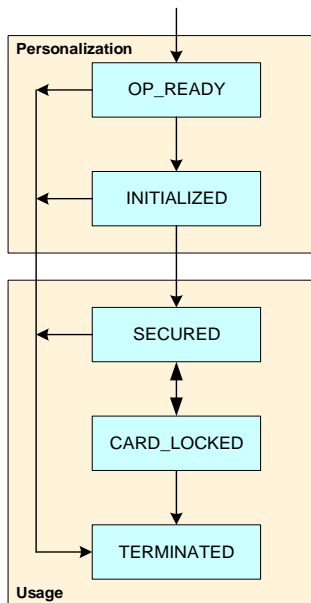 Personalization
OP_READY
INITIALIZED
SECURED
CARD_LOCKED
TERMINATED
Usage